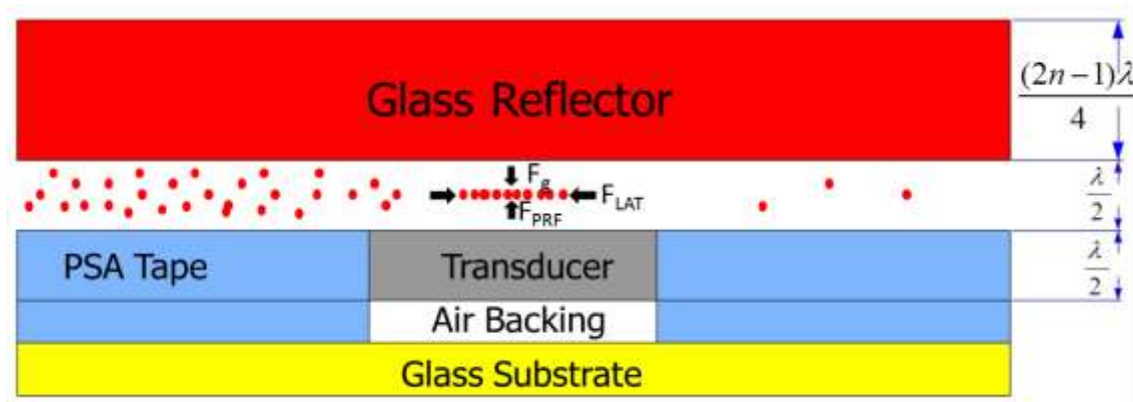 Glass Reflector
(2n−1)λ
4
F_g
F_LAT
F_PRF
λ
2
PSA Tape
Transducer
λ
2
Air Backing
Glass Substrate